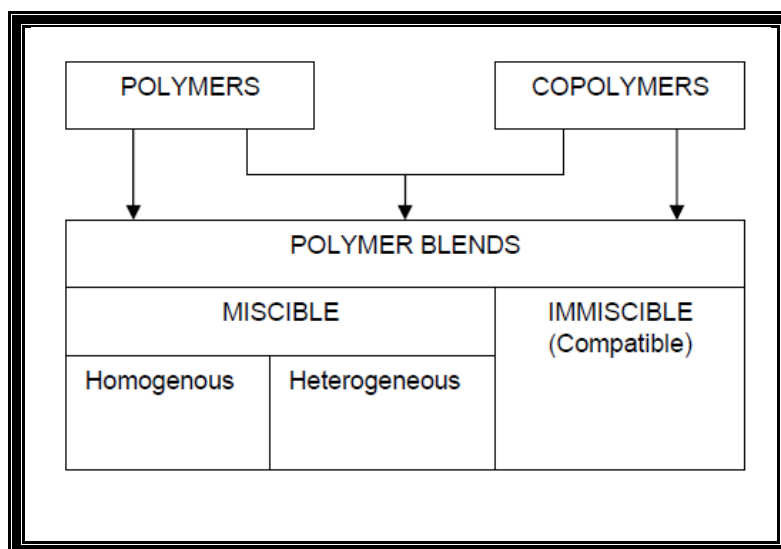 POLYMERS
COPOLYMERS
POLYMER BLENDS
MISCIBLE
IMMISCIBLE
(Compatible)
Homogenous
Heterogeneous